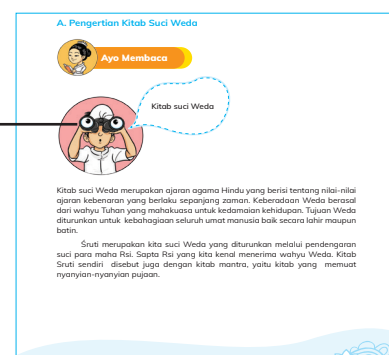 A. Pengertian Kitab Suci Weda
Ayo Membaca
Kitab suci Weda
Kitab suci Weda merupakan ajaran agama Hindu yang berisi tentang nilai-nilai
ajaran kebenaran yang berlaku sepanjang zaman. Keberadaan Weda berasal
dari wahyu Tuhan yang mahakuasa untuk kedamaian kehidupan. Tujuan Weda
diturunkan untuk kebahagiaan seluruh umat manusia baik secara lahir maupun
batin.
Śruti merupakan kita suci Weda yang diturunkan melalui pendengaran
suci para maha Rsi. Sapta Rsi yang kita kenal menerima wahyu Weda. Kitab
Sruti sendiri disebut juga dengan kitab mantra, yaitu kitab yang memuat
nyanyian-nyanyian pujaan.